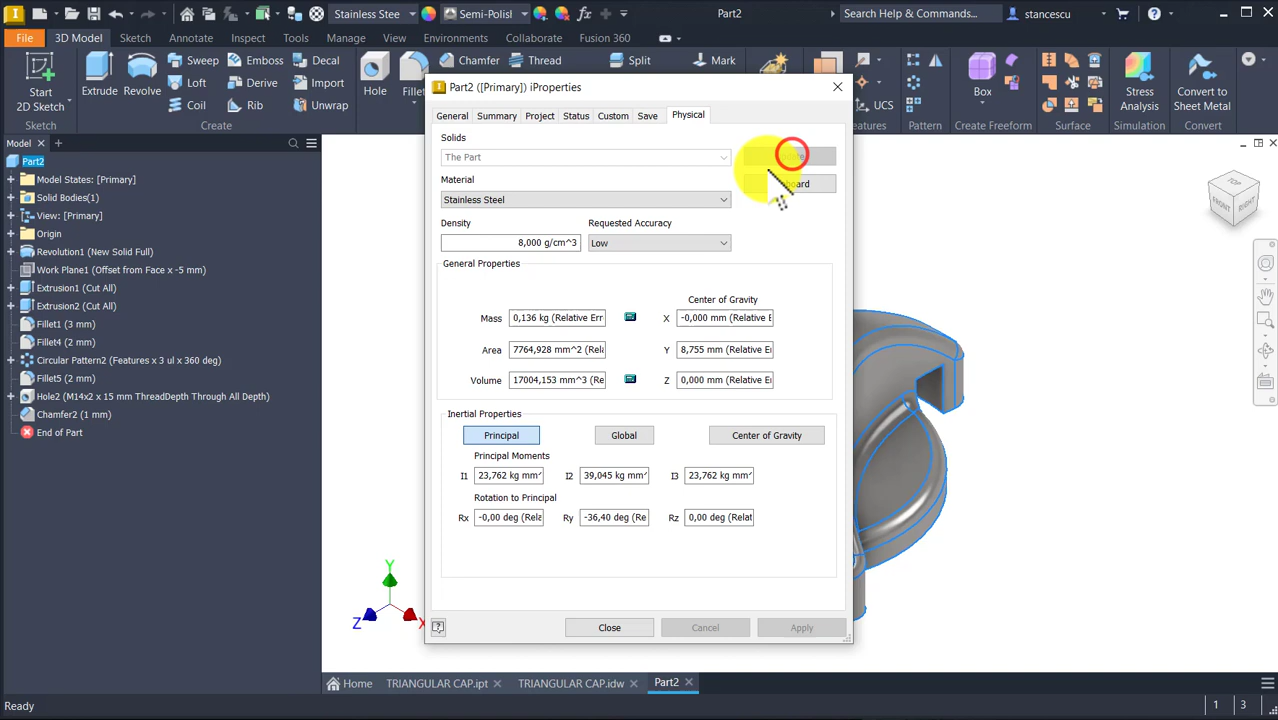 Stainless Stee
Semi-Polisl
Part2
Search Help & Commands...
stancescu
File
3D Model
Sketch
Annotate
Inspect
Tools
Manage
View
Environments
Collaborate
Fusion 360
Start
2D Sketch
Extrude
Revolve
Sweep
Emboss
Decal
Loft
Derive
Import
Coil
Rib
Unwrap
Hole
Fillet
Chamfer
Thread
Split
Mark
UCS
Box
Stress
Analysis
Convert to
Sheet Metal
Sketch
Create
eatures
Pattern
Create Freeform
Surface
Simulation
Convert
Model
Part2
Model States: [Primary]
Solid Bodies(1)
View: [Primary]
Origin
Revolution1 (New Solid Full)
Work Plane1 (Offset from Face x -5 mm)
Extrusion1 (Cut All)
Extrusion2 (Cut All)
Fillet1 (3 mm)
Fillet4 (2 mm)
Circular Pattern2 (Features x 3 ul x 360 deg)
Fillet5 (2 mm)
Hole2 (M14x2 x 15 mm ThreadDepth Through All Depth)
Chamfer2 (1 mm)
End of Part
Part2 ([Primary]) iProperties
General
Summary
Project
Status
Custom
Save
Physical
Solids
The Part
Material
Stainless Steel
board
Density
Requested Accuracy
8,000 g/cm^3
Low
General Properties
Center of Gravity
Mass
0,136 kg (Relative Err
X
-0,000 mm (Relative E
Area
7764,928 mm^2 (Rela
Y
8,755 mm (Relative Er
Volume
17004,153 mm^3 (Re
Z
0,000 mm (Relative Er
Inertial Properties
Principal
Global
Center of Gravity
Principal Moments
I1
23,762 kg mm^
I2
39,045 kg mm^
I3
23,762 kg mm^
Rotation to Principal
Rx
-0,00 deg (Rela
Ry
-36,40 deg (Re
Rz
0,00 deg (Relat
Close
Cancel
Apply
TOP
FRONT
RIGHT
Y
Z
X
Home
TRIANGULAR CAP.ipt
TRIANGULAR CAP.idw
Part2
Ready
1
3